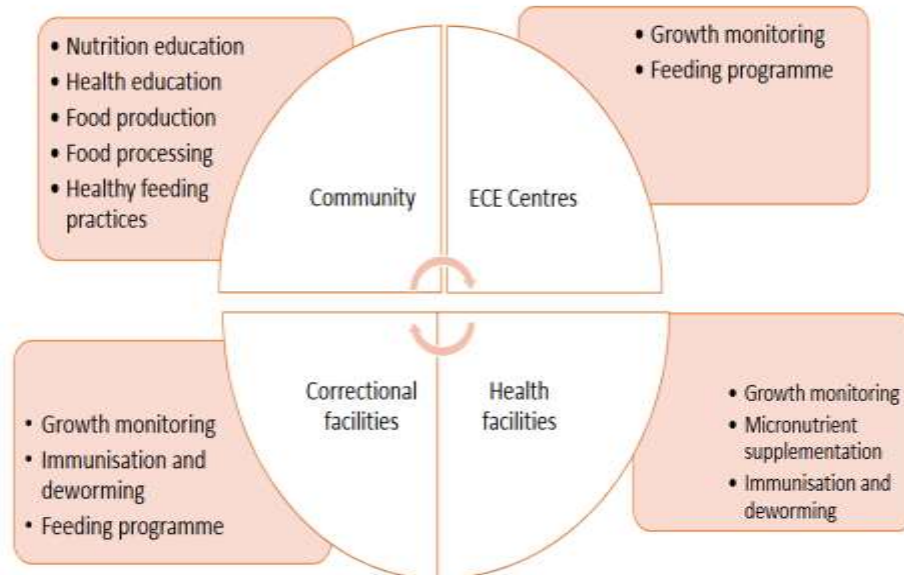 • Nutrition education
• Health education
• Food production
• Food processing
• Healthy feeding
practices
Community
ECE Centres
• Growth monitoring
• Feeding programme
• Growth monitoring
• Immunisation and
deworming
• Feeding programme
Correctional
facilities
Health
facilities
• Growth monitoring
• Micronutrient
supplementation
• Immunisation and
deworming